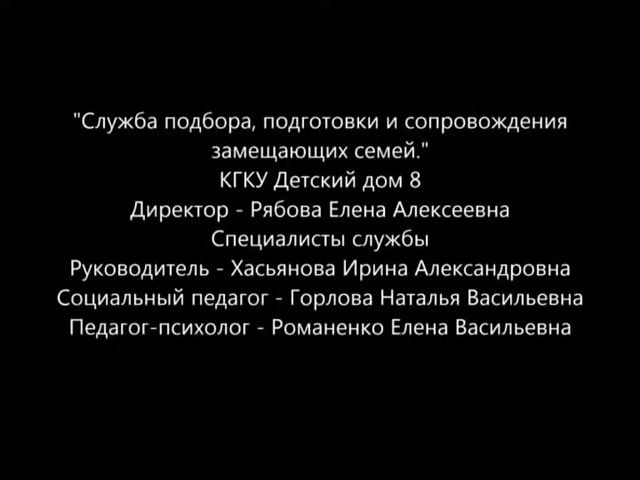 "Служба подбора, подготовки и сопровождения
замещающих семей."
КГКУ Детский дом 8
Директор - Рябова Елена Алексеевна
Специалисты службы
Руководитель - Хасьянова Ирина Александровна
Социальный педагог - Горлова Наталья Васильевна
Педагог-психолог - Романенко Елена Васильевна